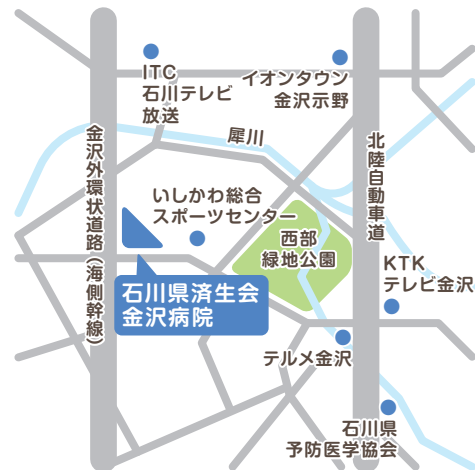 ITC
石川テレビ
放送
イオンタウン
金沢示野
犀川
金沢外環状道路(海側幹線)
北陸自動車道
いしかわ総合
スポーツセンター
西部
緑地公園
KTK
テレビ金沢
石川県済生会
金沢病院
テルメ金沢
石川県
予防医学協会